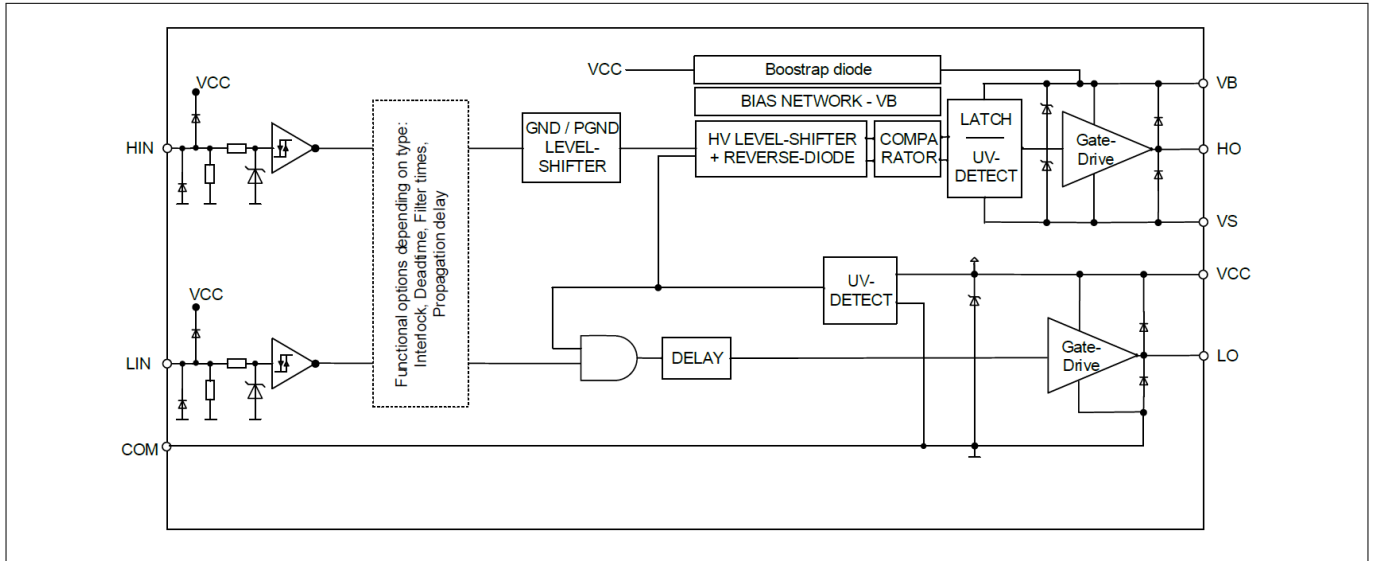 VCC
Boostrap diode
VB
VCC
BIAS NETWORK - VB
HIN
GND / PGND
LEVEL-
SHIFTER
HV LEVEL-SHIFTER
+ REVERSE-DIODE
COMPA
RATOR
LATCH
UV-
DETECT
Gate-
Drive
HO
VS
Functional options depending on type:
Interlock, Deadtime, Filter times,
Propagation delay
UV-
DETECT
VCC
VCC
LIN
DELAY
Gate-
Drive
LO
COM